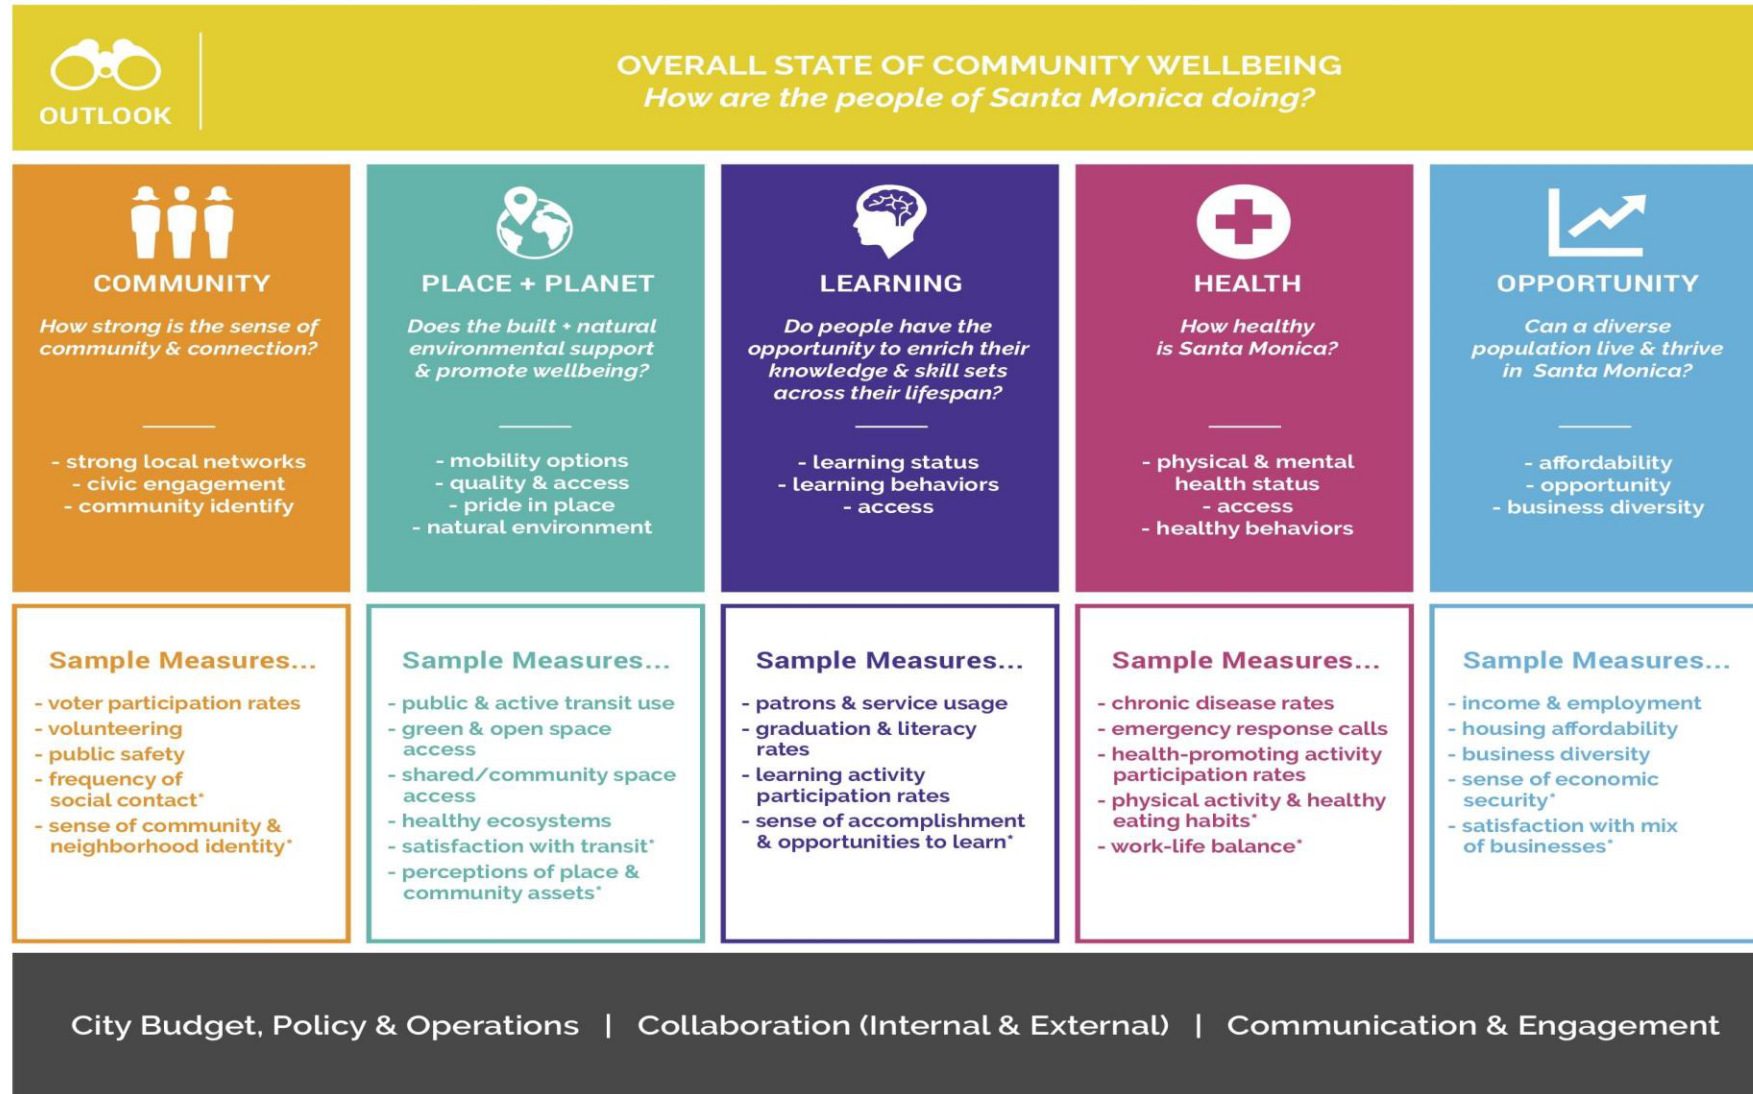 OUTLOOK
OVERALL STATE OF COMMUNITY WELLBEING
How are the people of Santa Monica doing?
COMMUNITY
How strong is the sense of
community & connection?
- strong local networks
- civic engagement
- community identify
PLACE + PLANET
Does the built + natural
environmental support
& promote wellbeing?
- mobility options
- quality & access
- pride in place
- natural environment
LEARNING
Do people have the
opportunity to enrich their
knowledge & skill sets
across their lifespan?
- learning status
- learning behaviors
- access
HEALTH
How healthy
is Santa Monica?
- physical & mental
health status
- access
- healthy behaviors
OPPORTUNITY
Can a diverse
population live & thrive
in Santa Monica?
- affordability
- opportunity
- business diversity
Sample Measures...
- voter participation rates
- volunteering
- public safety
- frequency of
social contact*
- sense of community &
neighborhood identity*
Sample Measures...
- public & active transit use
- green & open space
access
- shared/community space
access
- healthy ecosystems
- satisfaction with transit*
- perceptions of place &
community assets*
Sample Measures...
- patrons & service usage
- graduation & literacy
rates
- learning activity
participation rates
- sense of accomplishment
& opportunities to learn*
Sample Measures...
- chronic disease rates
- emergency response calls
- health-promoting activity
participation rates
- physical activity & healthy
eating habits*
- work-life balance*
Sample Measures...
- income & employment
- housing affordability
- business diversity
- sense of economic
security*
- satisfaction with mix
of businesses*
City Budget, Policy & Operations | Collaboration (Internal & External) | Communication & Engagement